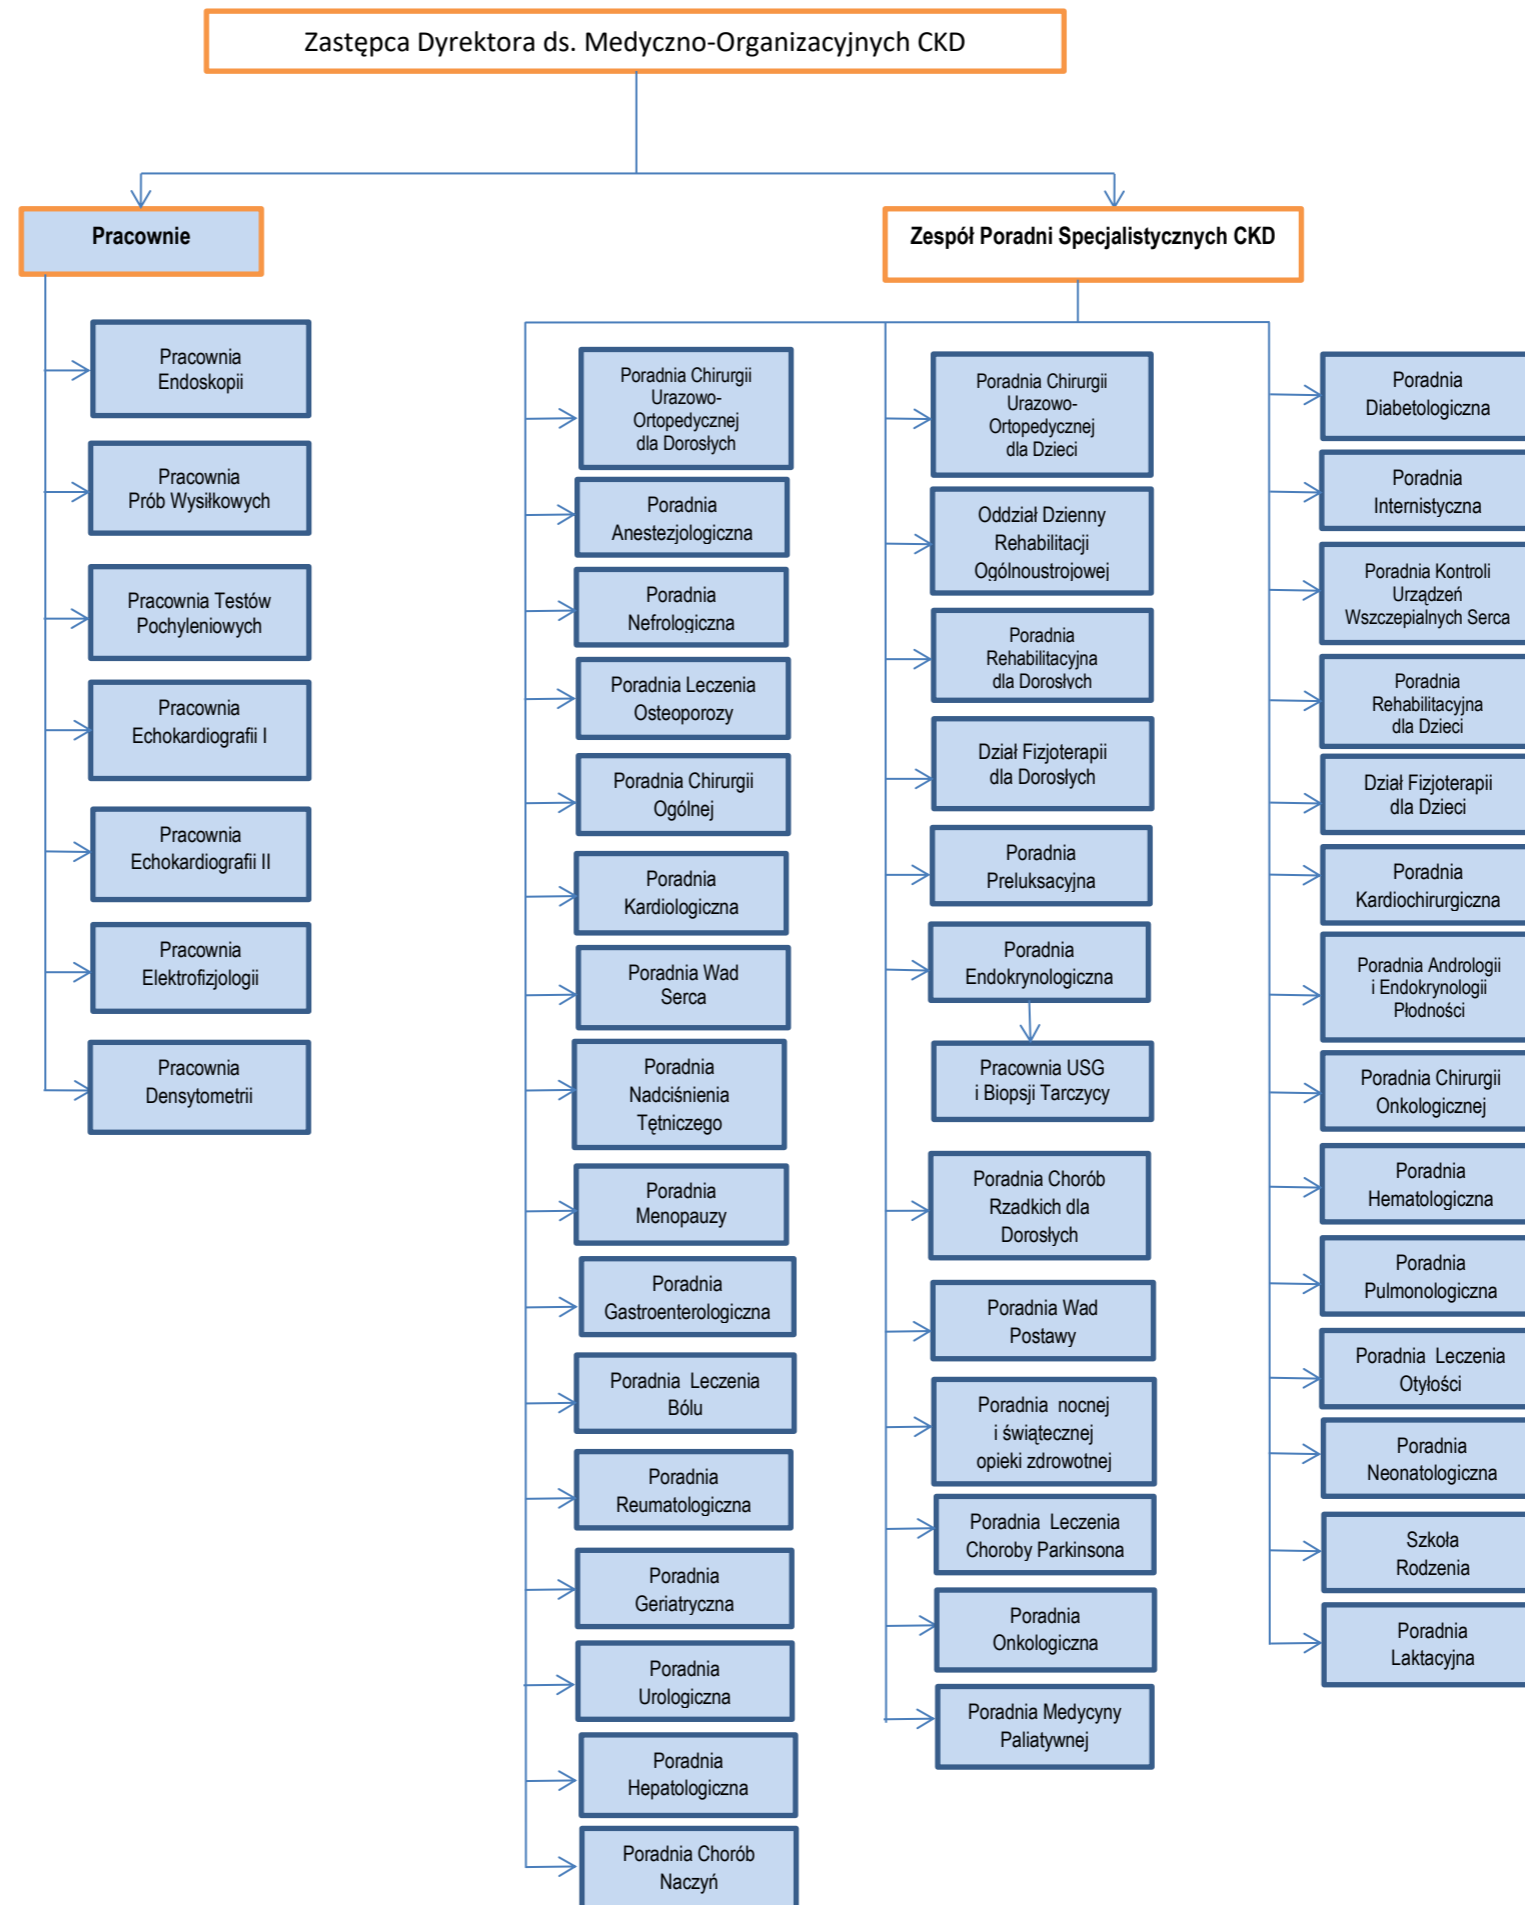 Zastępca Dyrektora ds. Medyczno-Organizacyjnych CKD
Pracownie
Zespół Poradni Specjalistycznych CKD
Pracownia
Endoskopii
Pracownia
Prób Wysiłkowych
Pracownia Testów
Pochyleniowych
Pracownia
Echokardiografii I
Pracownia
Echokardiografii II
Pracownia
Elektrofizjologii
Pracownia
Densytometrii
Poradnia Chirurgii
Urazowo-
Ortopedycznej
dla Dorosłych
Poradnia
Anestezjologiczna
Poradnia
Nefrologiczna
Poradnia Leczenia
Osteoporozy
Poradnia Chirurgii
Ogólnej
Poradnia
Kardiologiczna
Poradnia Wad
Serca
Poradnia
Nadciśnienia
Tętniczego
Poradnia
Menopauzy
Poradnia
Gastroenterologiczna
Poradnia Leczenia
Bólu
Poradnia
Reumatologiczna
Poradnia
Geriatryczna
Poradnia
Urologiczna
Poradnia
Hepatologiczna
Poradnia Chorób
Naczyń
Poradnia Chirurgii
Urazowo-
Ortopedycznej
dla Dzieci
Oddział Dzienny
Rehabilitacji
Ogólnoustrojowej
Poradnia
Rehabilitacyjna
dla Dorosłych
Dział Fizjoterapii
dla Dorosłych
Poradnia
Preluksacyjna
Poradnia
Endokrynologiczna
Pracownia USG
i Biopsji Tarczycy
Poradnia Chorób
Rzadkich dla
Dorosłych
Poradnia Wad
Postawy
Poradnia nocnej
i świątecznej
opieki zdrowotnej
Poradnia Leczenia
Choroby Parkinsona
Poradnia
Onkologiczna
Poradnia Medycyny
Paliatywnej
Poradnia
Diabetologiczna
Poradnia
Internistyczna
Poradnia Kontroli
Urządzeń
Wszczepialnych Serca
Poradnia
Rehabilitacyjna
dla Dzieci
Dział Fizjoterapii
dla Dzieci
Poradnia
Kardiochirurgiczna
Poradnia Andrologii
i Endokrynologii
Płodności
Poradnia Chirurgii
Onkologicznej
Poradnia
Hematologiczna
Poradnia
Pulmonologiczna
Poradnia Leczenia
Otyłości
Poradnia
Neonatologiczna
Szkoła
Rodzenia
Poradnia
Laktacyjna